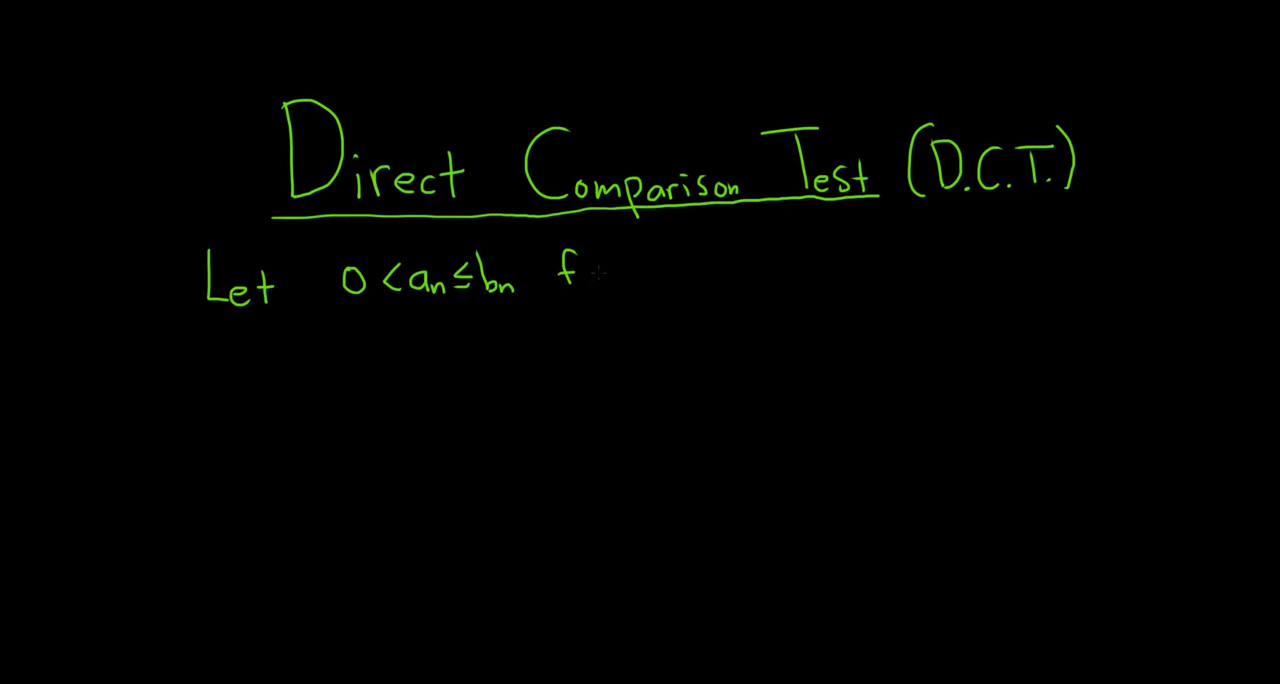 Direct Comparison Test (D.C.T.)
Let 0 < aₙ ≤ bₙ f